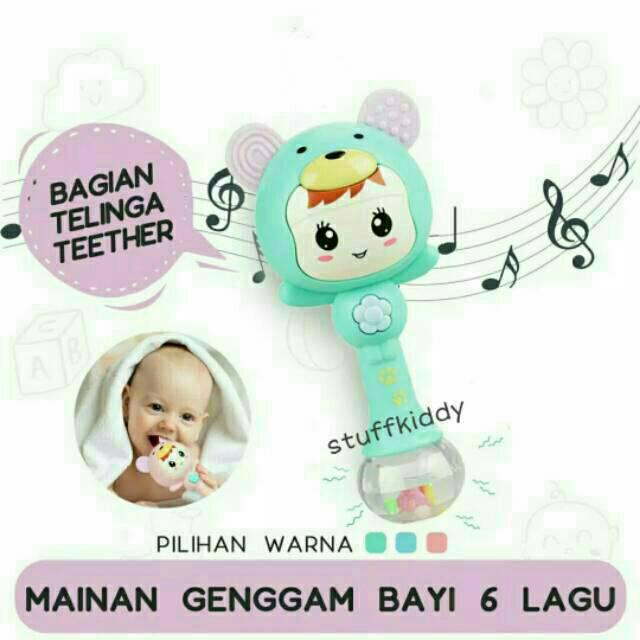 BAGIAN
TELINGA
TEETHER
stuffkiddy
PILIHAN WARNA
MAINAN GENGGAM BAYI 6 LAGU